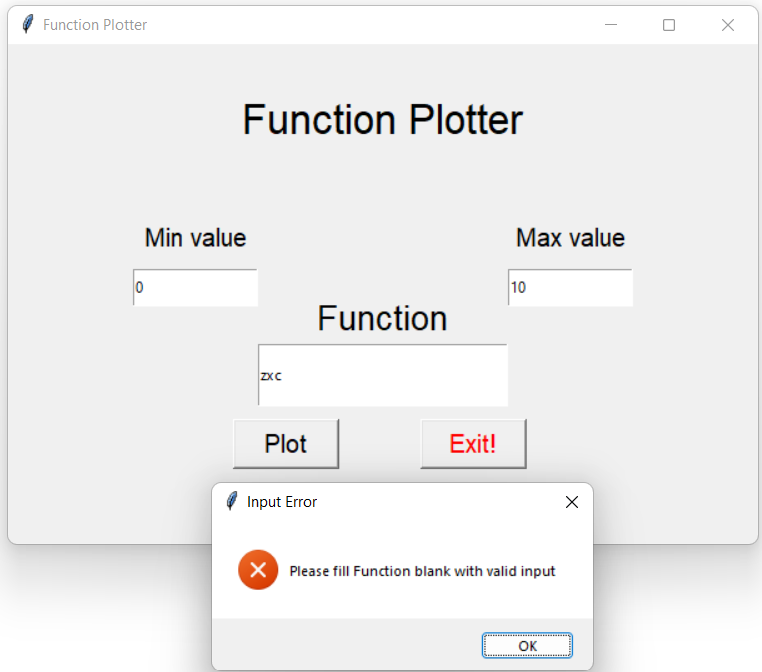 Function Plotter
Function Plotter
Min value
Max value
0
10
Function
zxc
Plot
Exit!
Input Error
Please fill Function blank with valid input
OK